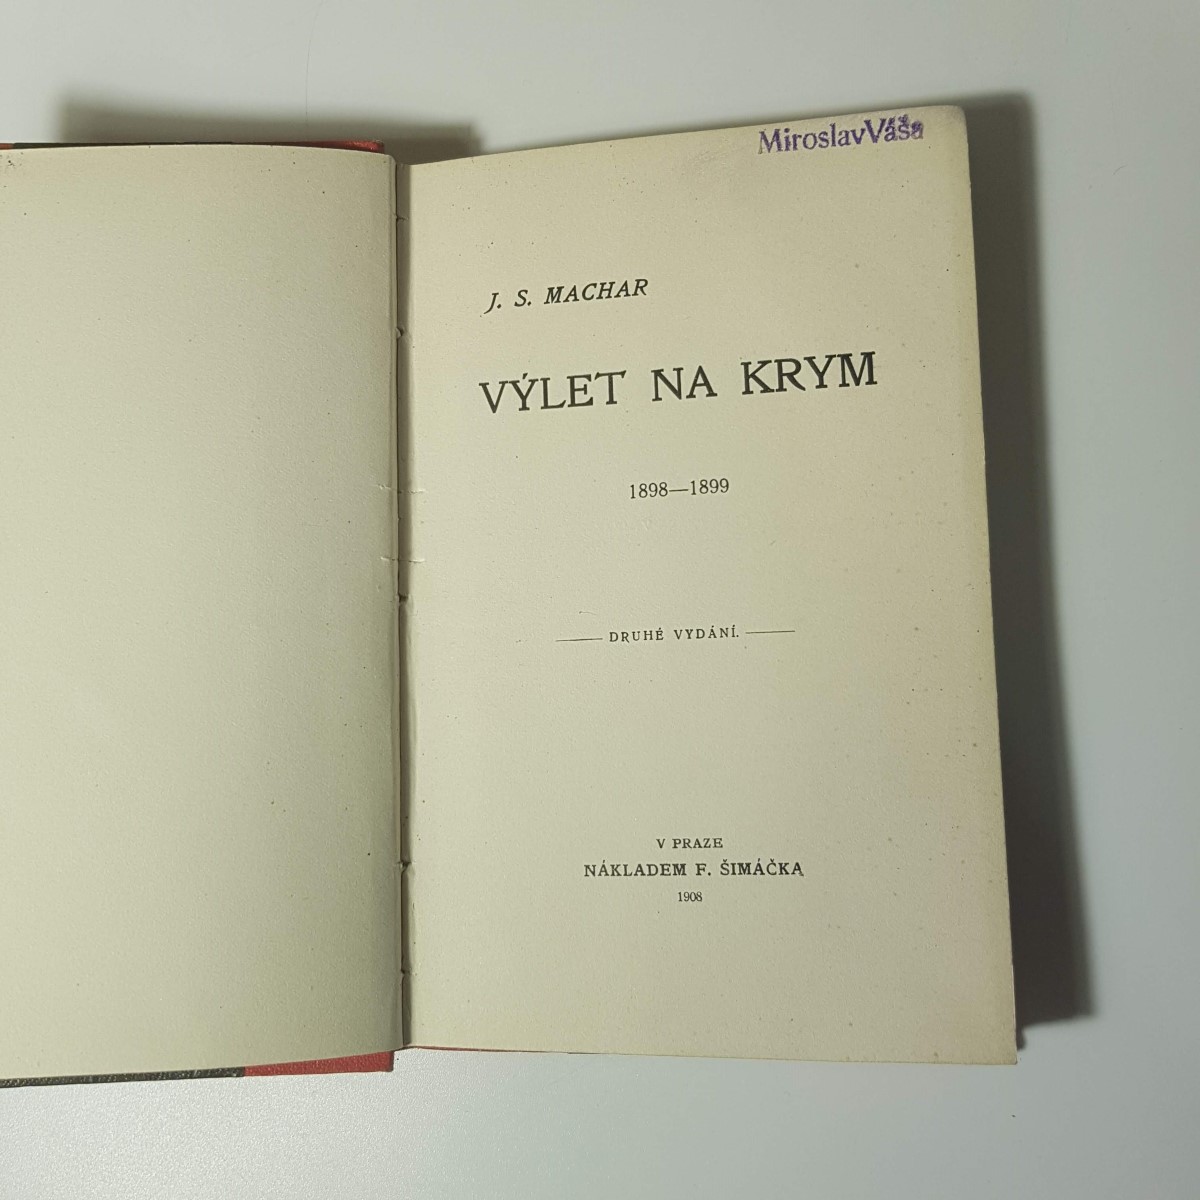 MiroslavVáša
J. S. MACHAR
VÝLET NA KRYM
1898—1899
DRUHÉ VYDÁNÍ.
V PRAZE
NÁKLADEM F. ŠIMÁČKA
1908